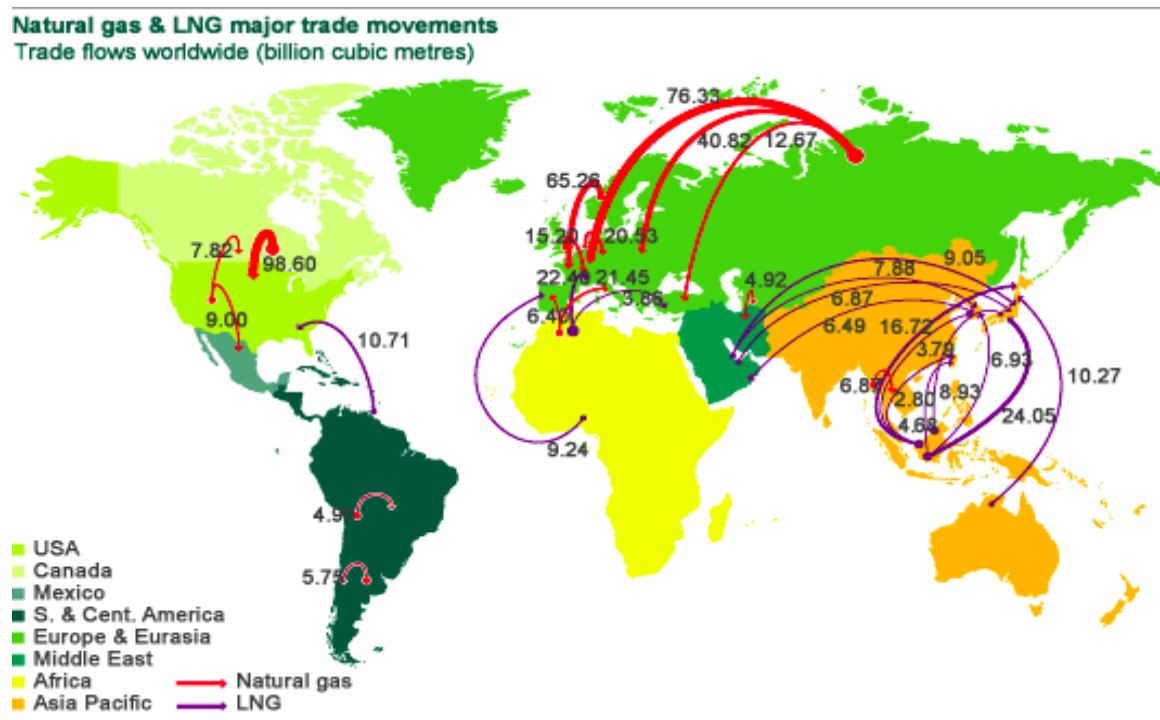 Natural gas & LNG major trade movements
Trade flows worldwide (billion cubic metres)
76.33
40.82
12.67
65.26
15.20
20.53
7.82
98.60
9.05
7.88
22.40
21.45
4.92
3.86
6.87
9.00
6.49
16.72
10.71
3.79
6.93
6.87
10.27
2.80
8.93
24.05
4.68
9.24
5.75
USA
Canada
Mexico
S. & Cent. America
Europe & Eurasia
Middle East
Africa
Asia Pacific
Natural gas
LNG